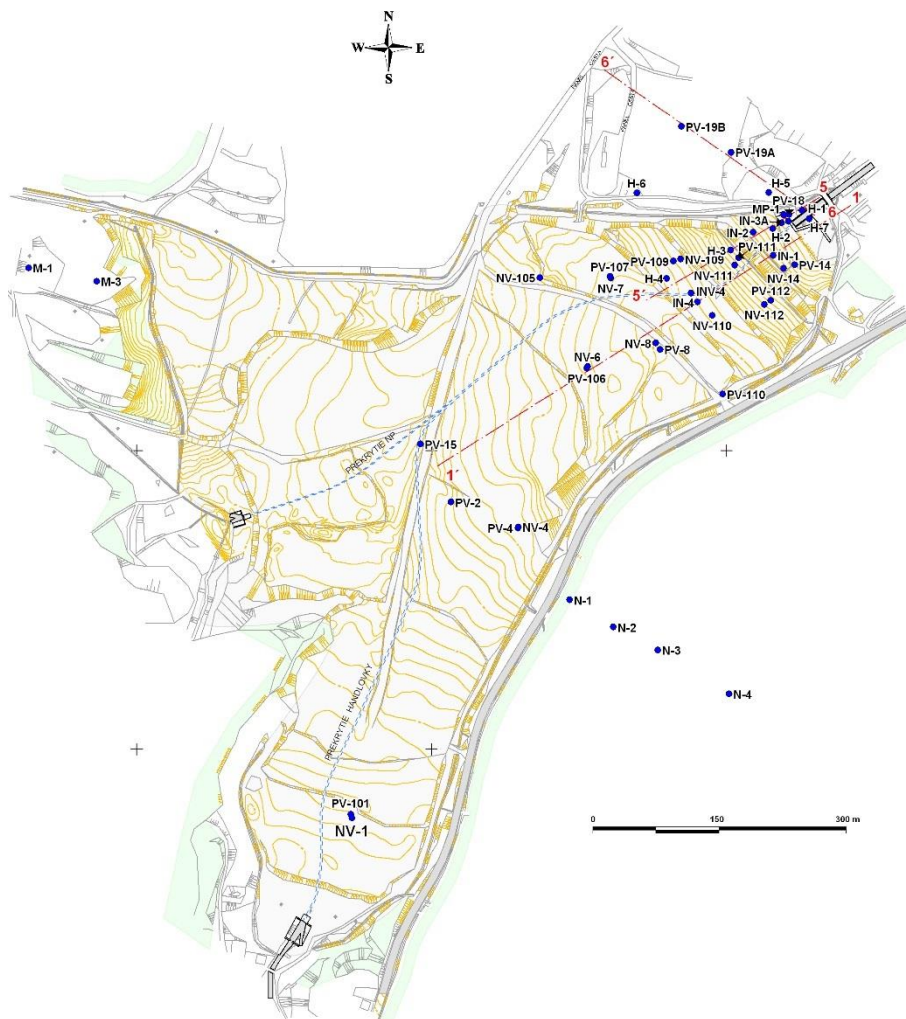 N
W E
S
6´
PV-19B
PV-19A
H-6
H-5
5
1'
PV-18
MP-1
H-1
6
IN-3A
H-7
IN-2
H-2
H-3
PV-111
IN-1
PV-109
NV-109
PV-14
M-1
M-3
NV-105
PV-107
NV-7
H-4
NV-111
NV-14
5´
INV-4
PV-112
IN-4
NV-112
NV-110
NV-8
PV-8
NV-6
PV-106
PV-110
PREKRYTIE NP
PV-15
1´
PV-2
PV-4
NV-4
N-1
N-2
N-3
N-4
PREKRYTIE HANDLOVKY
PV-101
NV-1
0 150 300 m